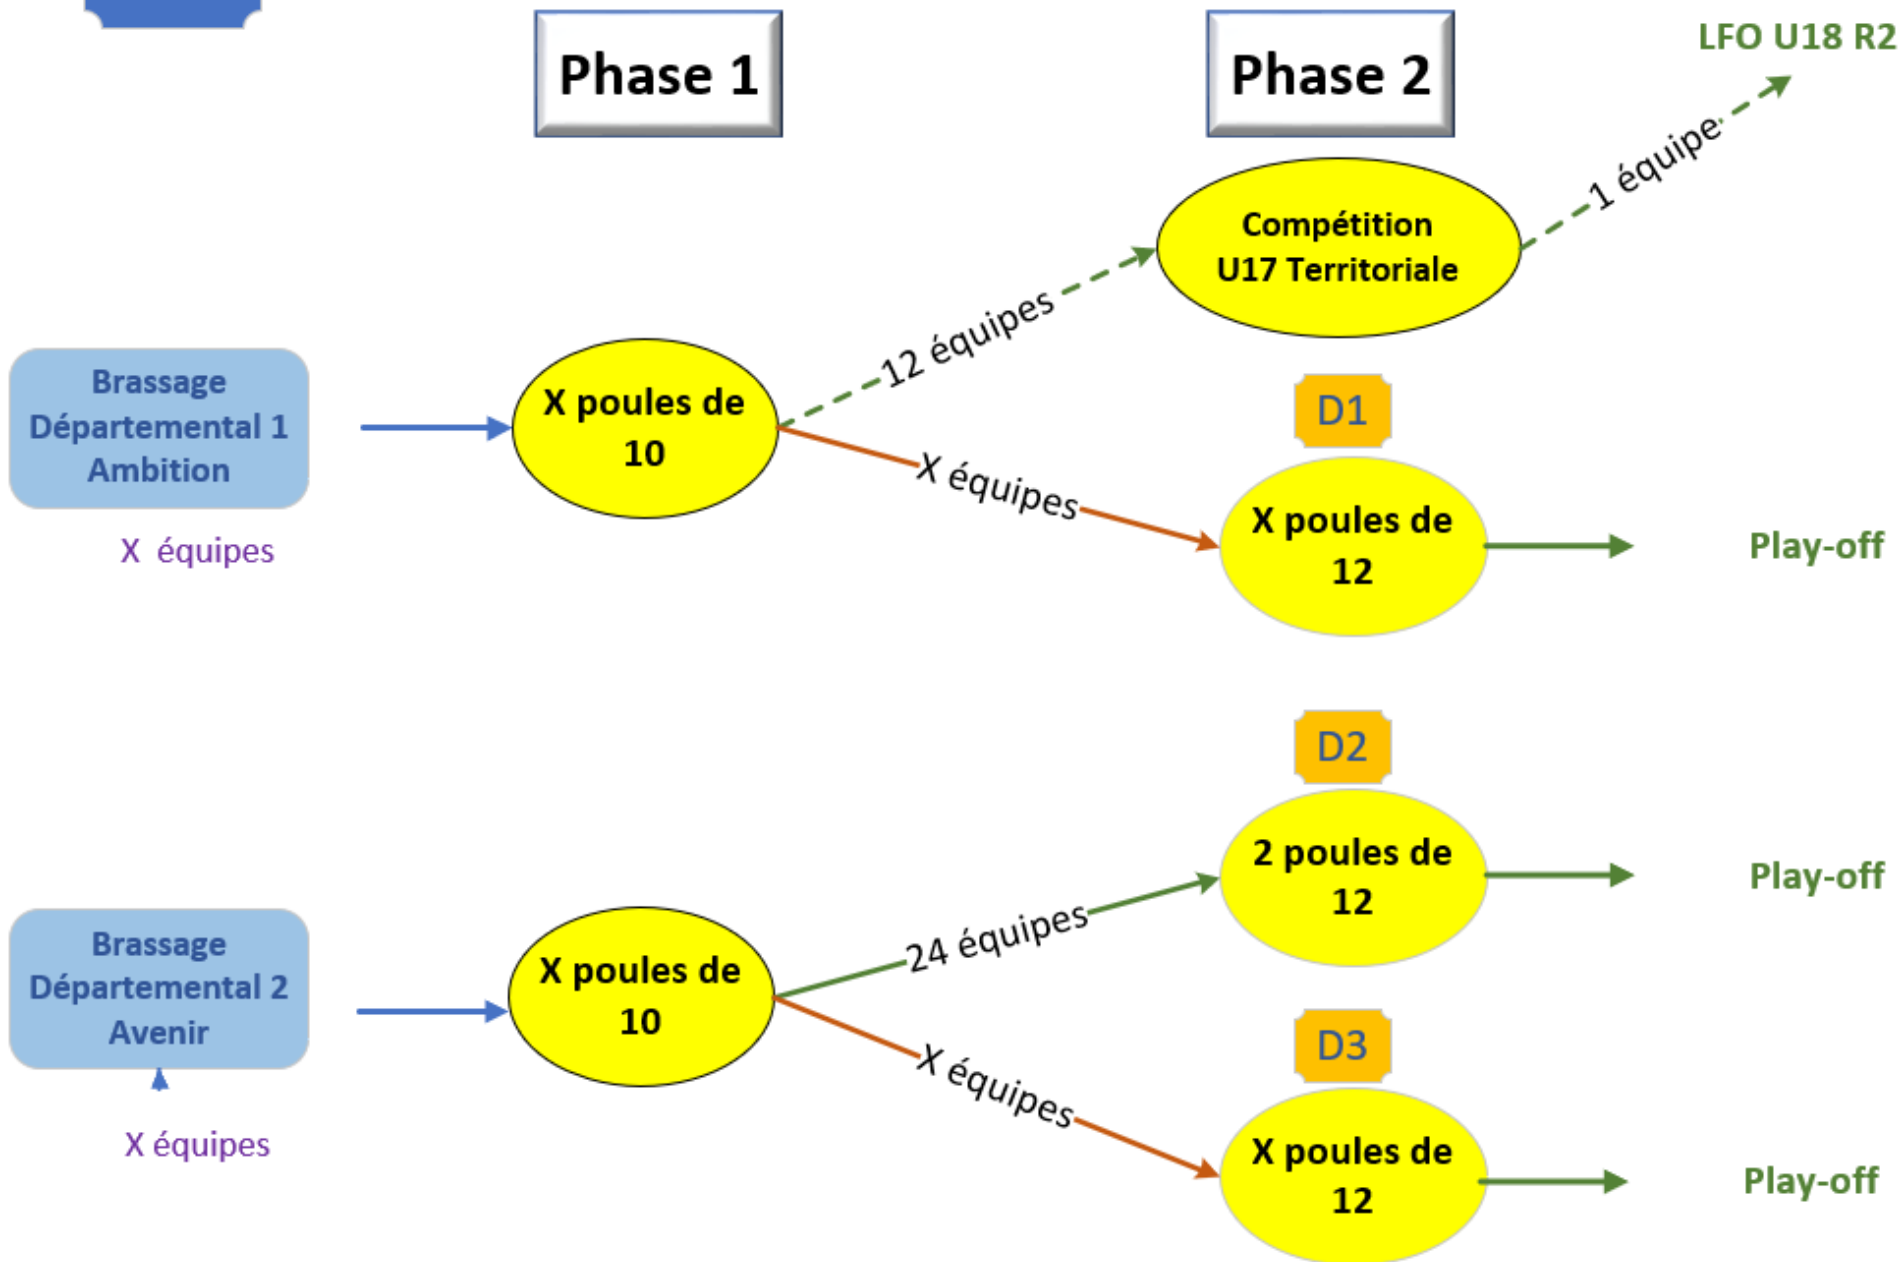 Phase 1
Phase 2
LFO U18 R2
1 équipe
Compétition
U17 Territoriale
12 équipes
Brassage
Départemental 1
Ambition
X équipes
X poules de
10
X équipes
D1
X poules de
12
Play-off
D2
2 poules de
12
Play-off
24 équipes
Brassage
Départemental 2
Avenir
X équipes
X poules de
10
X équipes
D3
X poules de
12
Play-off